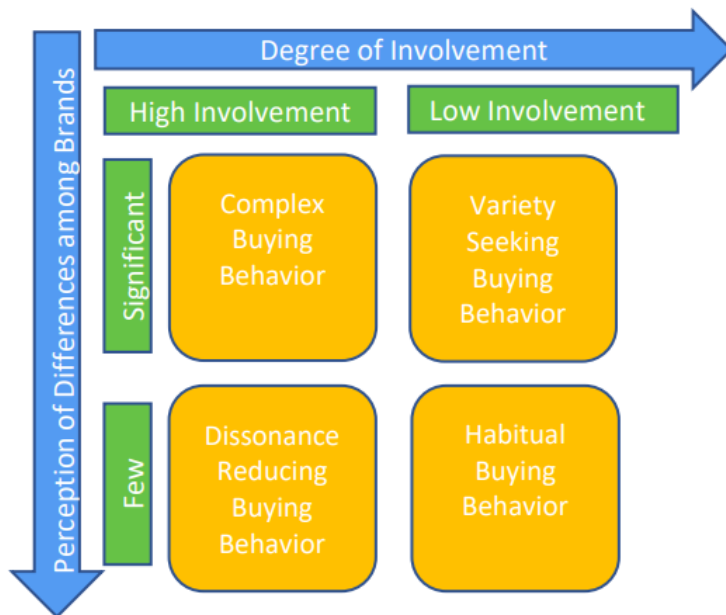 Degree of Involvement
Perception of Differences among Brands
High Involvement
Low Involvement
Significant
Complex
Buying
Behavior
Variety
Seeking
Buying
Behavior
Few
Dissonance
Reducing
Buying
Behavior
Habitual
Buying
Behavior